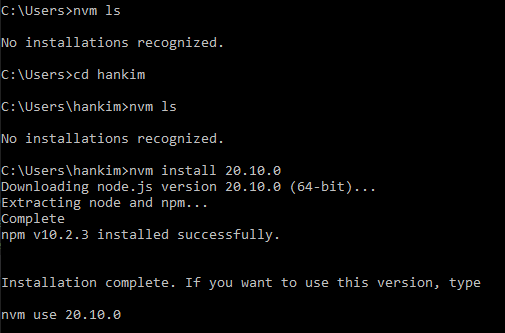 C:\Users>nvm ls
No installations recognized.
C:\Users>cd hankim
C:\Users\hankim>nvm ls
No installations recognized.
C:\Users\hankim>nvm install 20.10.0
Downloading node.js version 20.10.0 (64-bit)...
Extracting node and npm...
Complete
npm v10.2.3 installed successfully.
Installation complete. If you want to use this version, type
nvm use 20.10.0